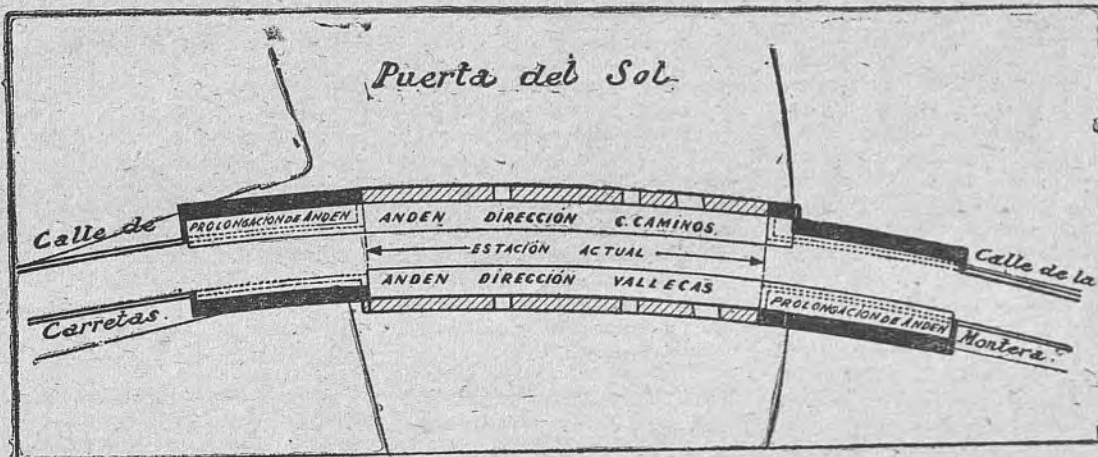 Puerta del Sol
Calle de
PROLONGACION DE ANDEN
ANDEN DIRECCIÓN C.CAMINOS.
ESTACIÓN ACTUAL
Calle de la
ANDEN DIRECCIÓN VALLECAS
Carretas.
PROLONGACION DE ANDEN
Montera.